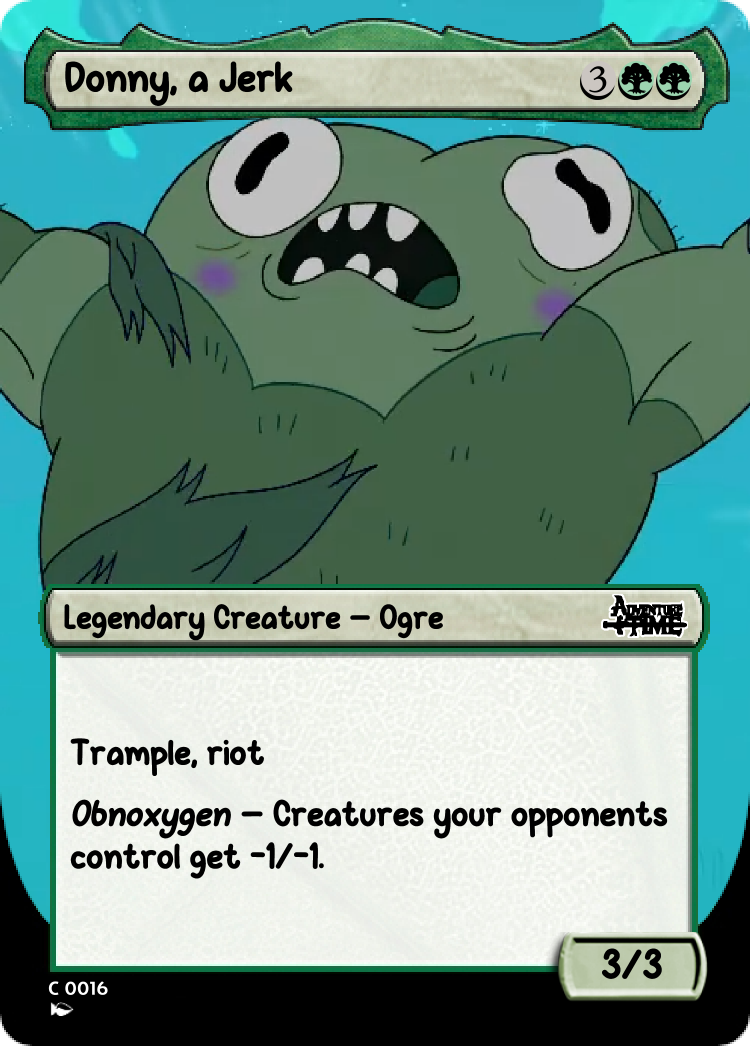 Donny, a Jerk 3
Legendary Creature – Ogre ADVENTURE TIME
Trample, riot
Obnoxygen – Creatures your opponents
control get -1/-1.
3/3
C 0016